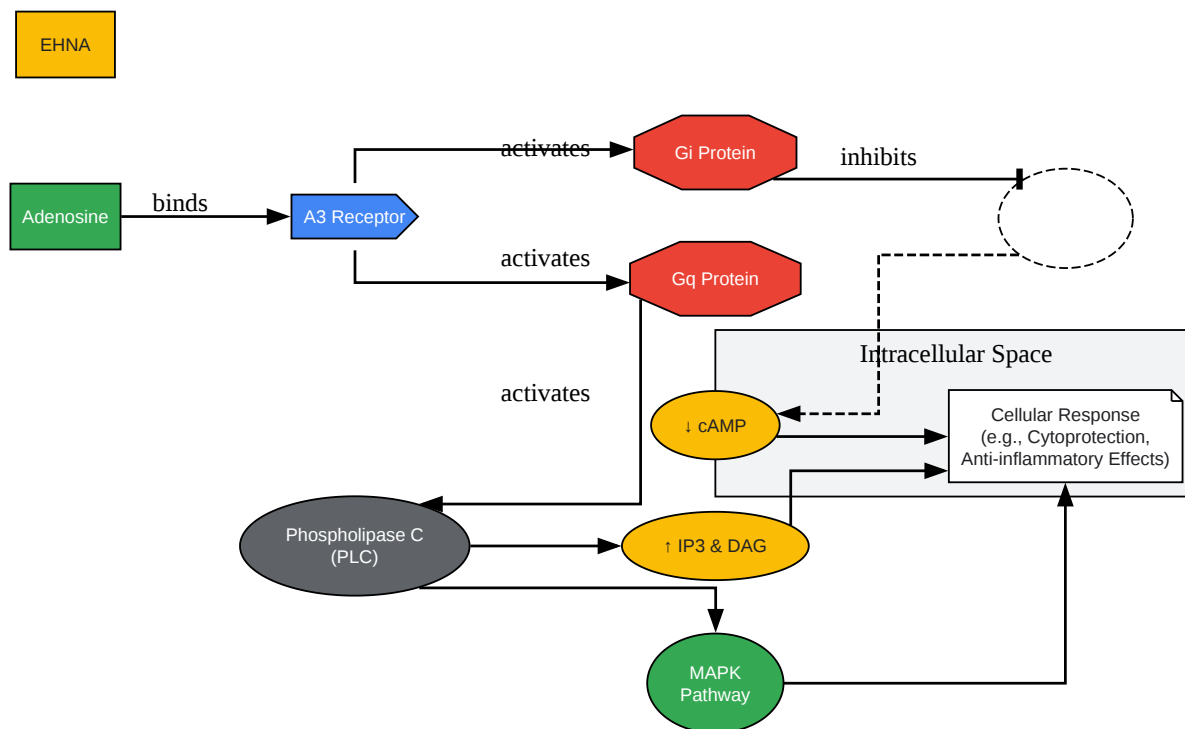 EHNA
activates
Gi Protein
inhibits
Adenosine
binds
A3 Receptor
activates
Gq Protein
Intracellular Space
activates
↓ cAMP
Cellular Response
(e.g., Cytoprotection,
Anti-inflammatory Effects)
Phospholipase C
(PLC)
↑ IP3 & DAG
MAPK
Pathway